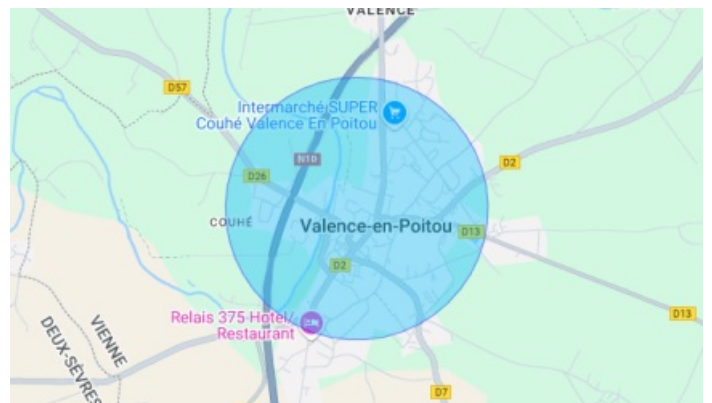 VALENCE
D57
Intermarché SUPER
Couhé Valence En Poitou
N10
D2
D26
COUHÉ
Valence-en-Poitou
D13
D2
Relais 375 Hotel/
Restaurant
D13
VIENNE
DEUX-SÈVRES
D7